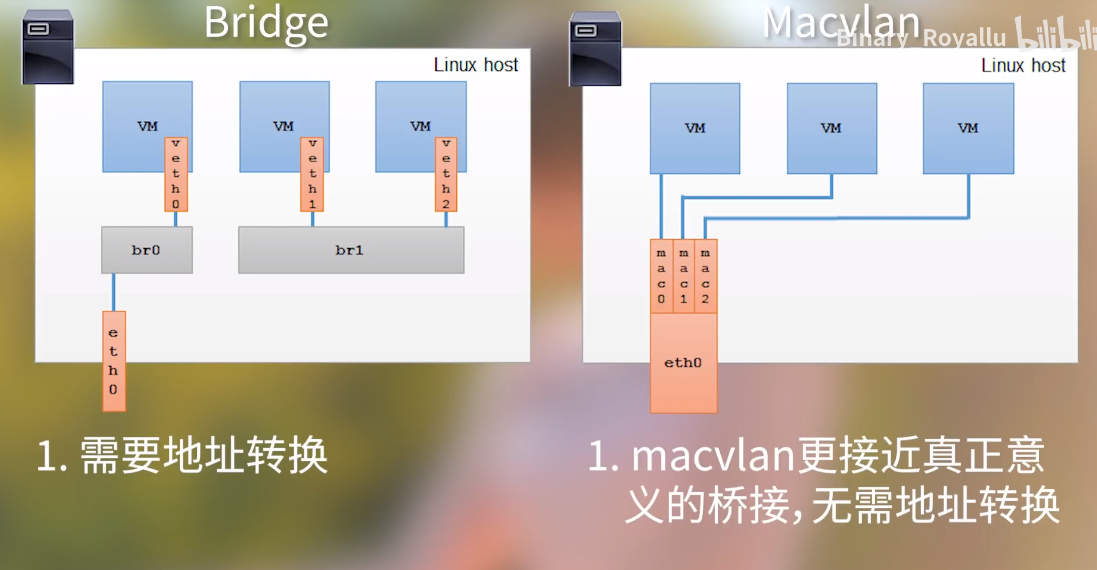 Bridge
Linux host
VM
VM
VM
veth0
veth1
veth2
br0
br1
eth0
1. 需要地址转换
Macvlan
Binary_Royallu bilibili
Linux host
VM
VM
VM
mac0
mac1
mac2
eth0
1. macvlan更接近真正意
义的桥接，无需地址转换